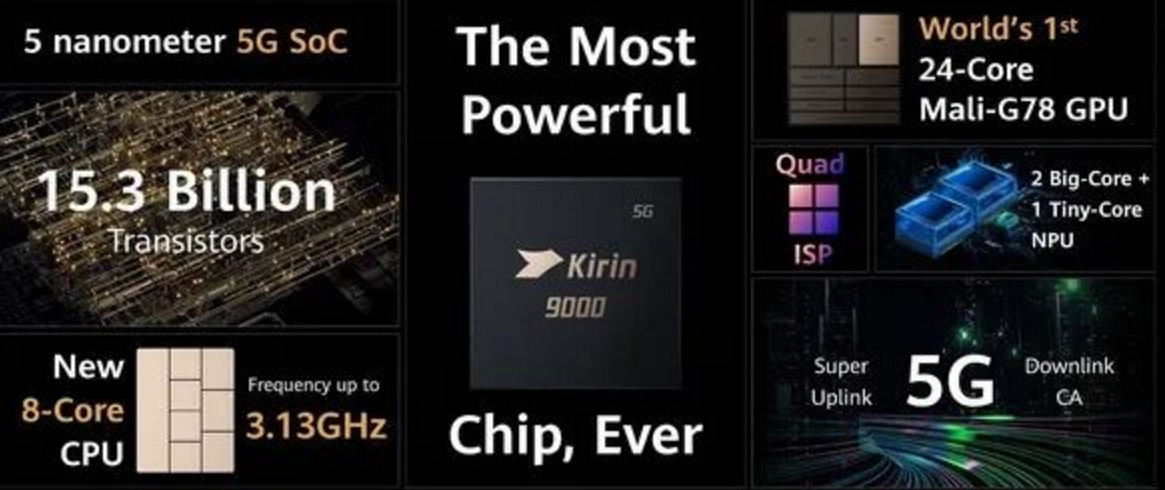 5 nanometer 5G SoC
15.3 Billion
Transistors
New
8-Core
CPU
Frequency up to
3.13GHz
The Most
Powerful
5G
Kirin
9000
Chip, Ever
World's 1st
24-Core
Mali-G78 GPU
Quad
ISP
2 Big-Core +
1 Tiny-Core
NPU
Super
Uplink
5G
Downlink
CA